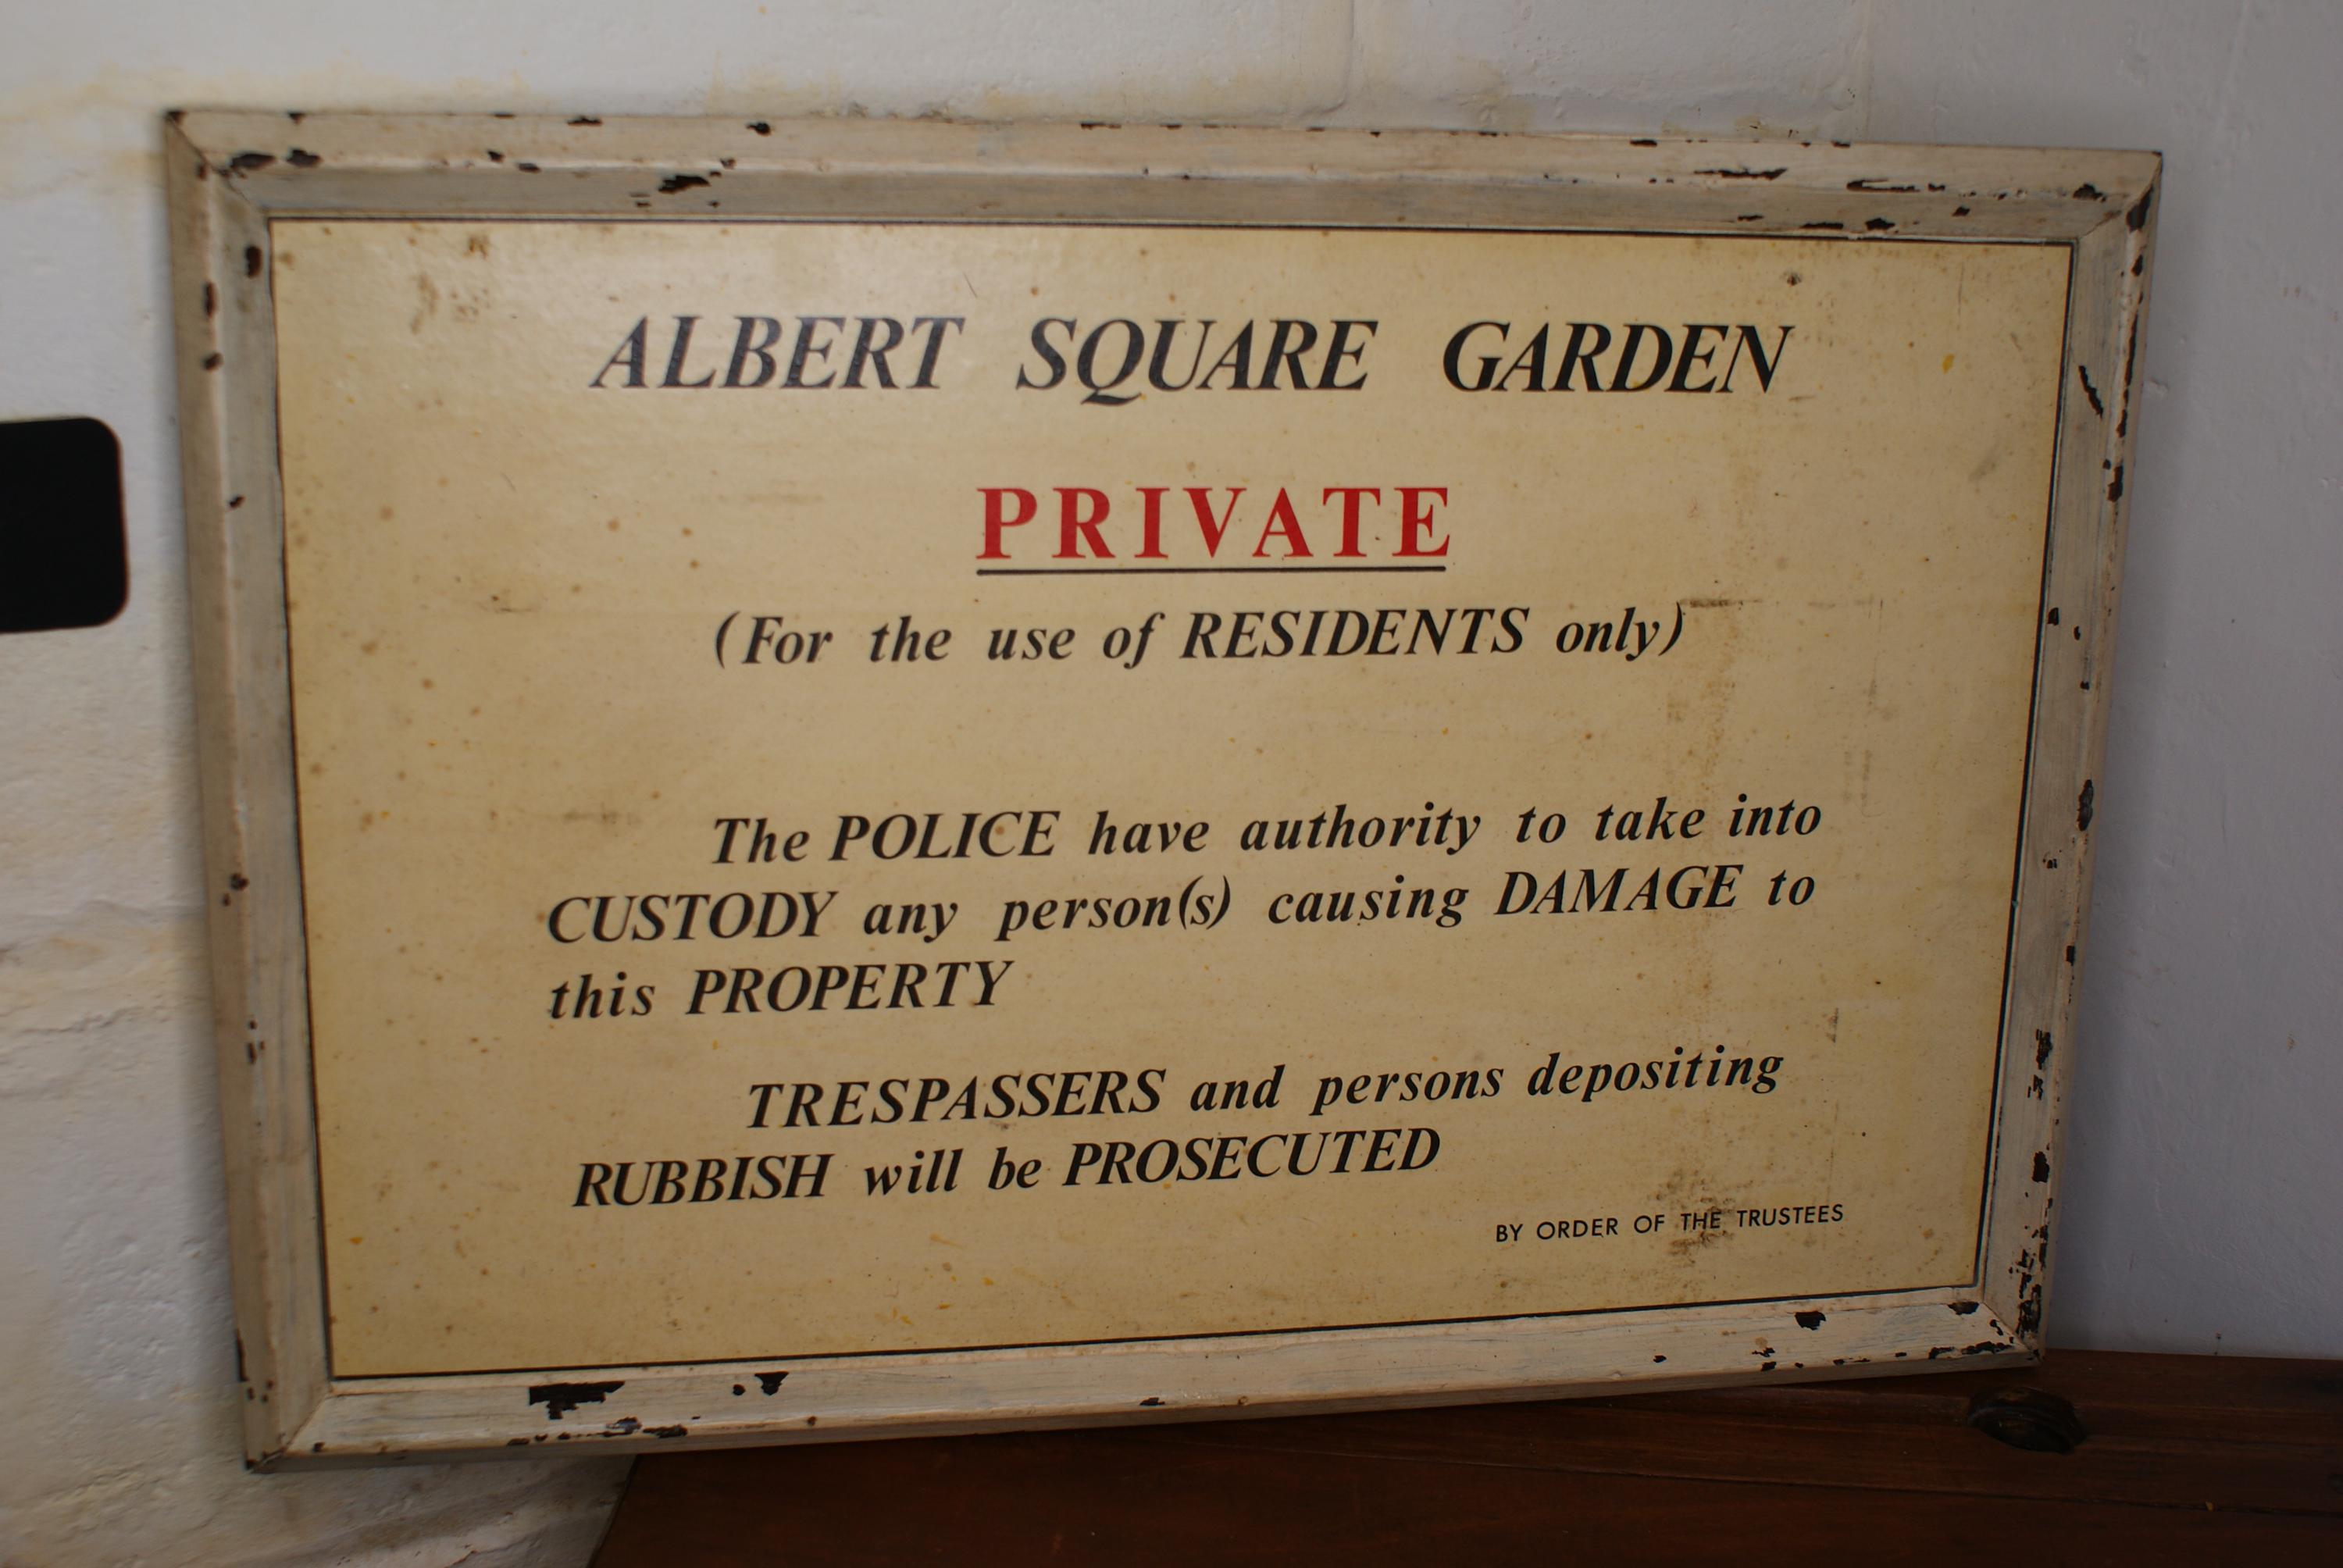 ALBERT SQUARE GARDEN
PRIVATE
(For the use of RESIDENTS only)
The POLICE have authority to take into
CUSTODY any person(s) causing DAMAGE to
this PROPERTY
TRESPASSERS and persons depositing
RUBBISH will be PROSECUTED
BY ORDER OF THE TRUSTEES